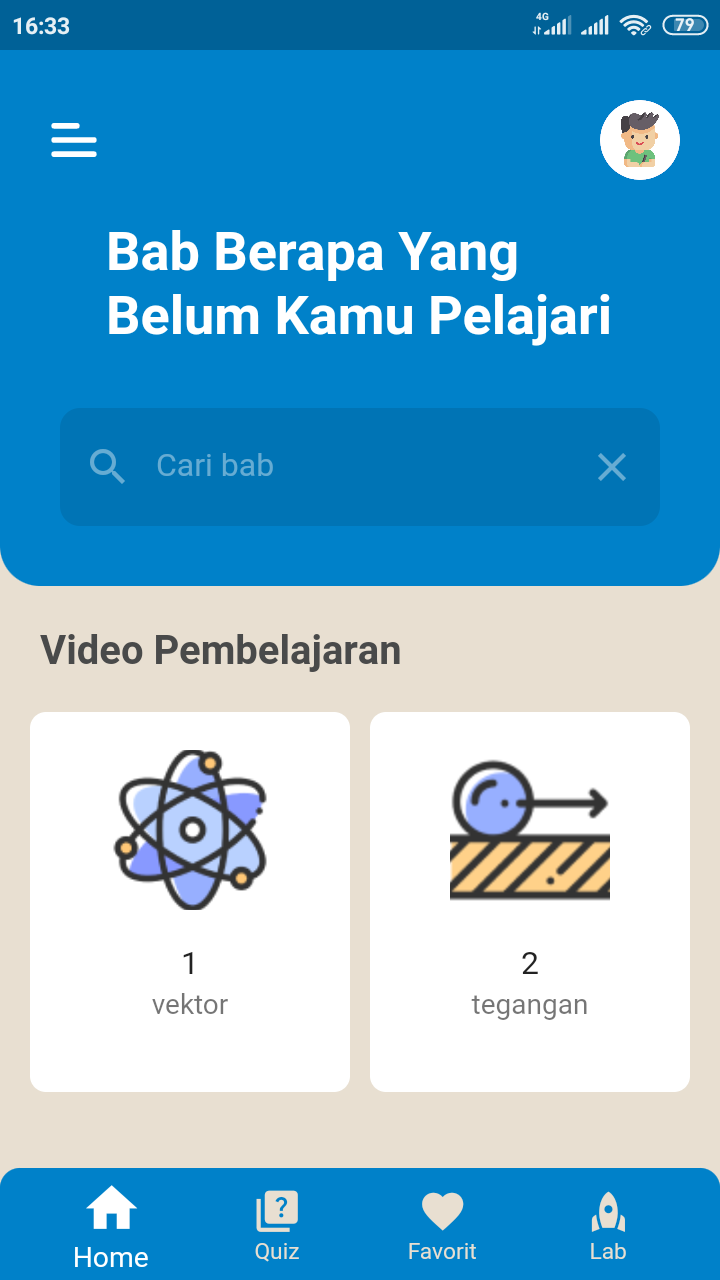 16:33
4G
79
Bab Berapa Yang
Belum Kamu Pelajari
Cari bab
Video Pembelajaran
1
vektor
2
tegangan
?
Home
Quiz
Favorit
Lab